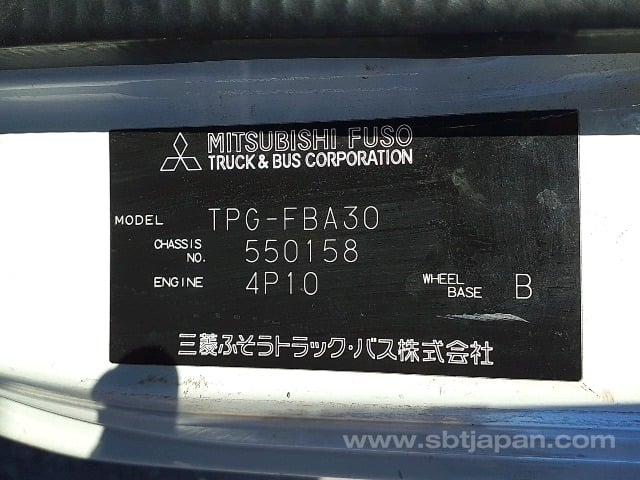 MITSUBISHI FUSO
TRUCK & BUS CORPORATION
MODEL TPG-FBA30
CHASSIS NO. 550158
ENGINE 4P10 WHEEL BASE B
三菱ふそうトラック・バス株式会社
www.sbtjapan.com